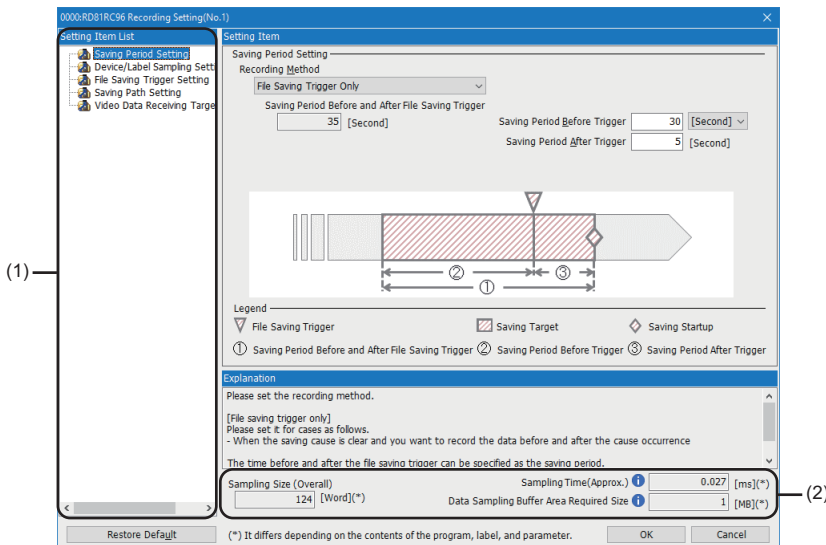 0000:RD81RC96 Recording Setting(No.1)
Setting Item List
Saving Period Setting
Device/Label Sampling Setti
File Saving Trigger Setting
Saving Path Setting
Video Data Receiving Targe
Setting Item
Saving Period Setting
Recording Method
File Saving Trigger Only
Saving Period Before and After File Saving Trigger
35 [Second]
Saving Period Before Trigger 30 [Second]
Saving Period After Trigger 5 [Second]
② ③
①
Legend
File Saving Trigger Saving Target Saving Startup
① Saving Period Before and After File Saving Trigger ② Saving Period Before Trigger ③ Saving Period After Trigger
Explanation
Please set the recording method.
[File saving trigger only]
Please set it for cases as follows.
- When the saving cause is clear and you want to record the data before and after the cause occurrence
The time before and after the file saving trigger can be specified as the saving period.
Sampling Size (Overall)
124 [Word](*)
Sampling Time(Approx.) 0.027 [ms](*)
Data Sampling Buffer Area Required Size 1 [MB](*)
Restore Default
(*) It differs depending on the contents of the program, label, and parameter.
OK Cancel
(1)
(2)